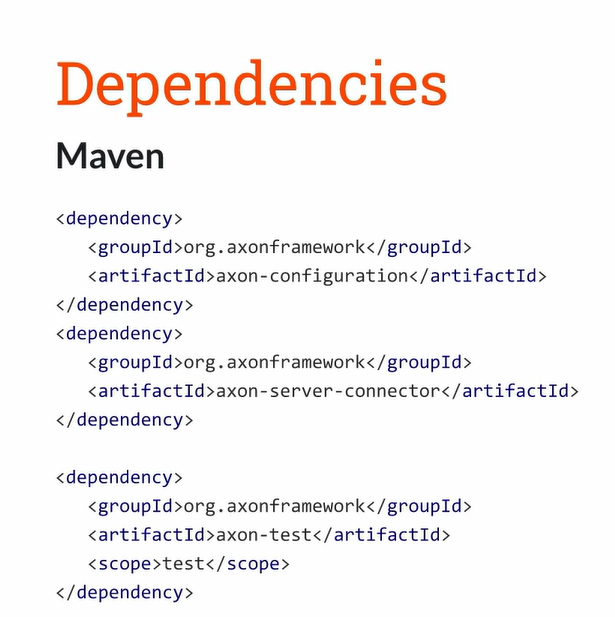 Dependencies
Maven
<dependency>
   <groupId>org.axonframework</groupId>
   <artifactId>axon-configuration</artifactId>
</dependency>
<dependency>
   <groupId>org.axonframework</groupId>
   <artifactId>axon-server-connector</artifactId>
</dependency>

<dependency>
   <groupId>org.axonframework</groupId>
   <artifactId>axon-test</artifactId>
   <scope>test</scope>
</dependency>